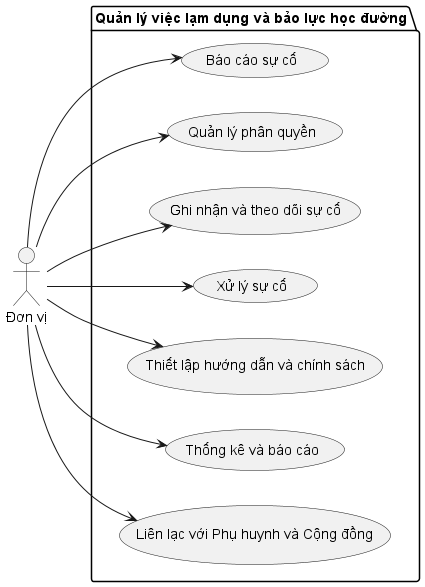 Quản lý việc lạm dụng và bảo lực học đường
Báo cáo sự cố
Quản lý phân quyền
Ghi nhận và theo dõi sự cố
Xử lý sự cố
Đơn vị
Thiết lập hướng dẫn và chính sách
Thống kê và báo cáo
Liên lạc với Phụ huynh và Cộng đồng